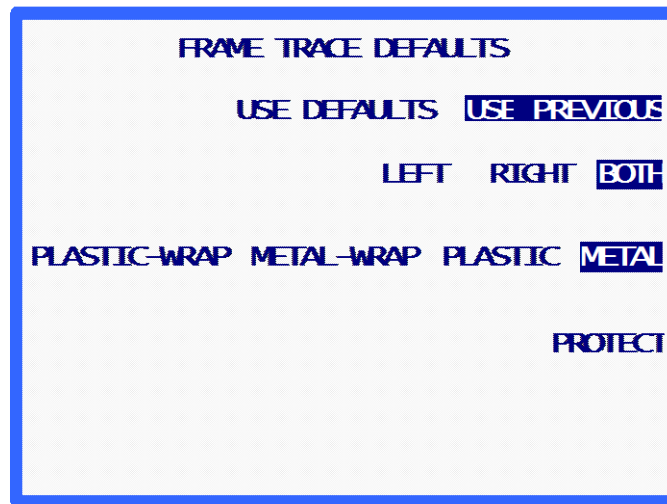 FRAME TRACE DEFAULTS
USE DEFAULTS USE PREVIOUS
LEFT RIGHT BOTH
PLASTIC-WRAP METAL-WRAP PLASTIC METAL
PROTECT